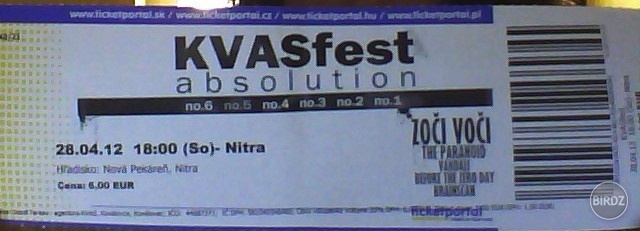 www.ticketportal.sk / www.ticketportal.cz / www.ticketportal.hu / www.ticketportal.pl
KVASfest
absolution
no.6 no.5 no.4 no.3 no.2 no.1
28.04.12 18:00 (So)- Nitra
Hľadisko: Nová Pekáreň, Nitra
Cena: 6,00 EUR
ZOČI VOČI
THE PARANOID
VANDALI
BEFORE THE ZERO DAY
BRAINSCAN
ticketportal
BIRDZ